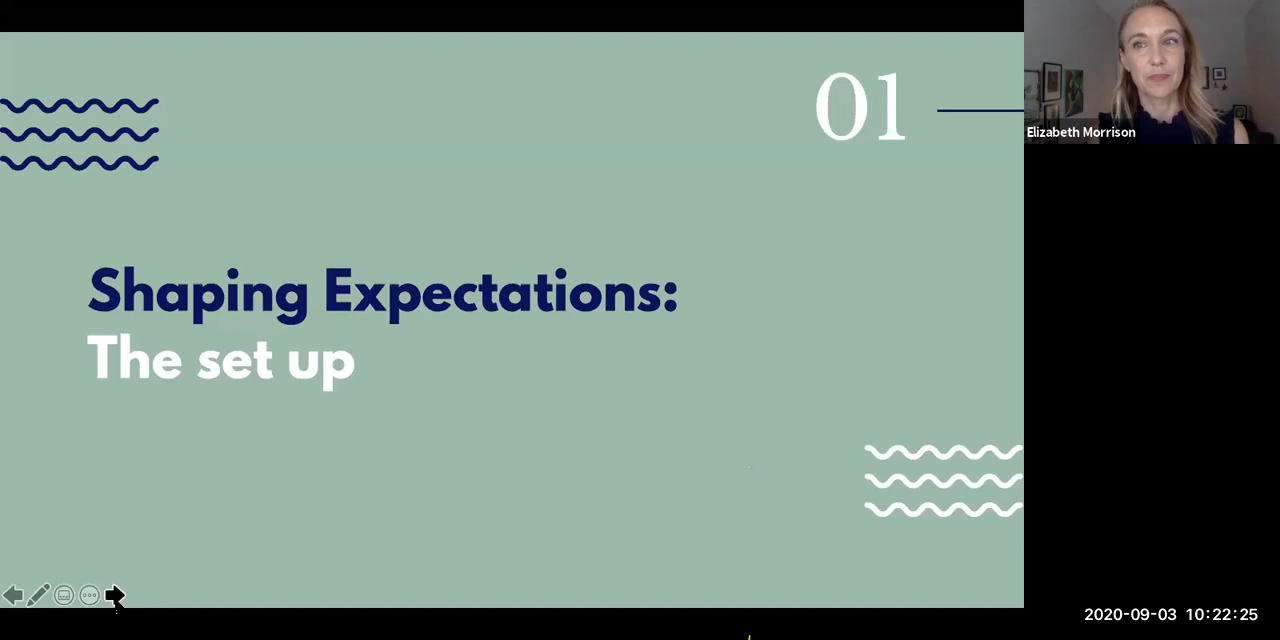 01
Elizabeth Morrison
Shaping Expectations:
The set up
2020-09-03 10:22:25